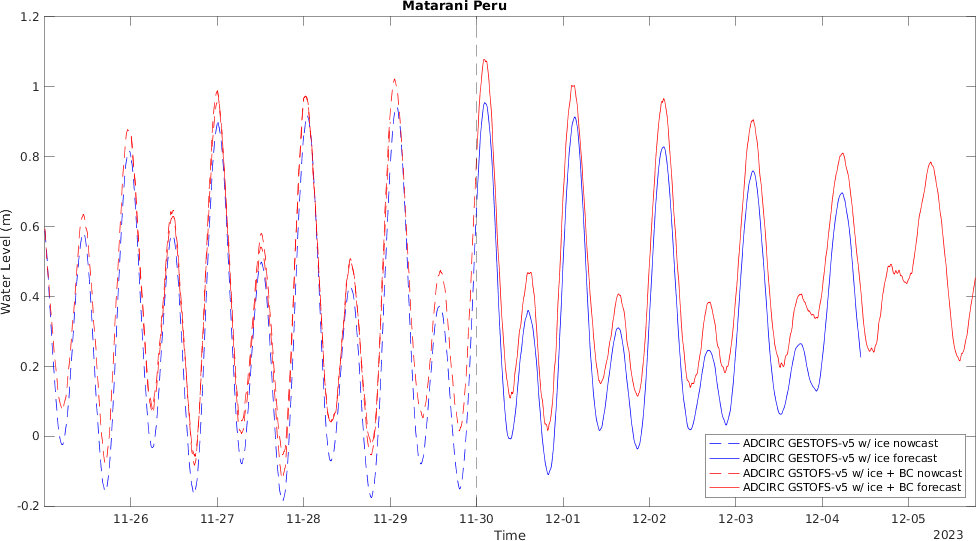 Matarani Peru
1.2
1
0.8
0.6
0.4
0.2
0
-0.2
Water Level (m)
11-26
11-27
11-28
11-29
11-30
12-01
12-02
12-03
12-04
12-05
Time
2023
ADCIRC GESTOFS-v5 w/ ice nowcast
ADCIRC GESTOFS-v5 w/ ice forecast
ADCIRC GSTOFS-v5 w/ ice + BC nowcast
ADCIRC GSTOFS-v5 w/ ice + BC forecast